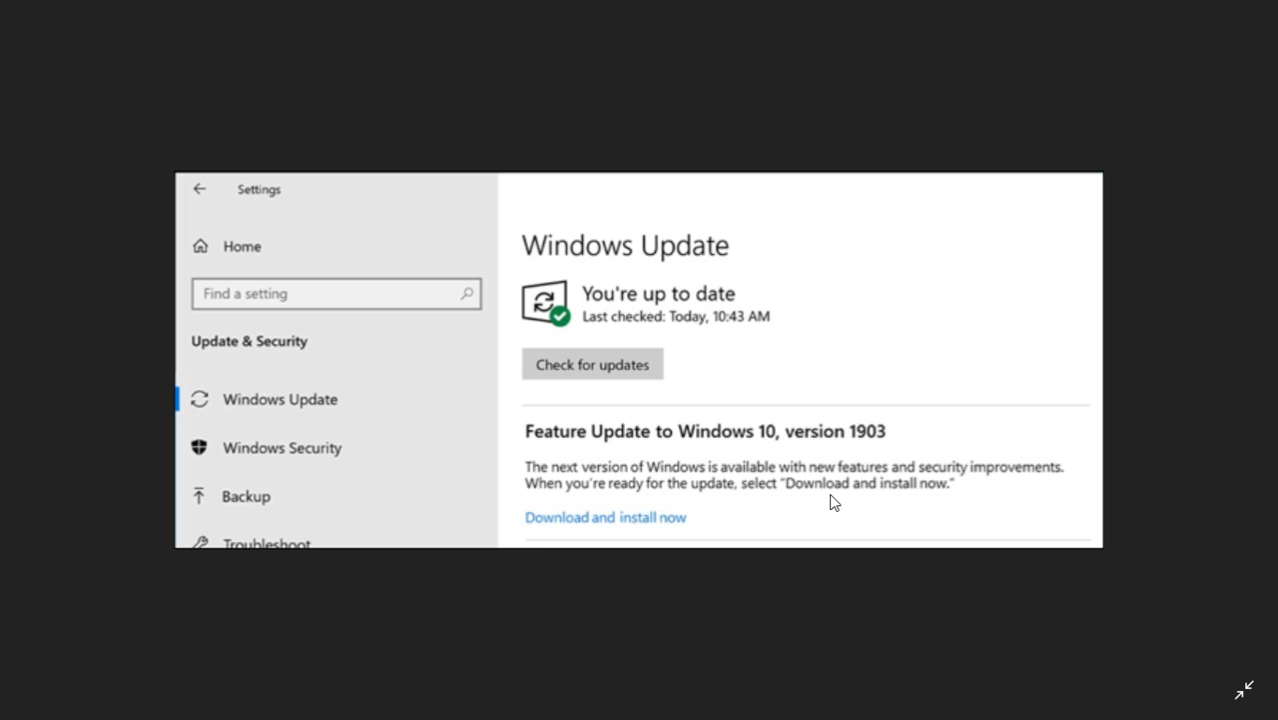 Settings
Home
Find a setting
Update & Security
Windows Update
Windows Security
Backup
Troubleshoot
Windows Update
You're up to date
Last checked: Today, 10:43 AM
Check for updates
Feature Update to Windows 10, version 1903
The next version of Windows is available with new features and security improvements.
When you're ready for the update, select "Download and install now."
Download and install now